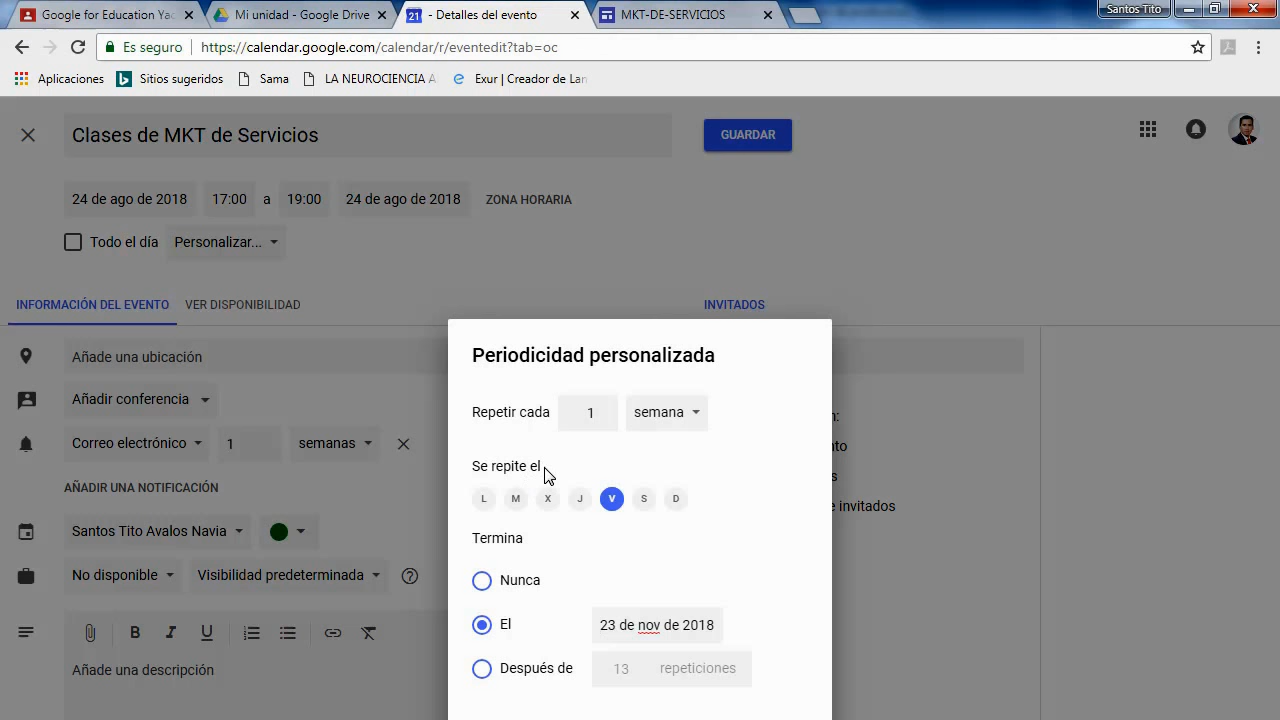 Google for Education Yac
Mi unidad - Google Drive
21
- Detalles del evento
MKT-DE-SERVICIOS
Santos Tito
Es seguro
https://calendar.google.com/calendar/r/eventedit?tab=oc
Aplicaciones
Sitios sugeridos
Sama
LA NEUROCIENCIA A
Exur | Creador de Lan
Clases de MKT de Servicios
GUARDAR
24 de ago de 2018 17:00 a 19:00 24 de ago de 2018 ZONA HORARIA
Todo el día Personalizar...
INFORMACIÓN DEL EVENTO VER DISPONIBILIDAD
INVITADOS
Añade una ubicación
Añadir conferencia
Correo electrónico 1 semanas
AÑADIR UNA NOTIFICACIÓN
Santos Tito Avalos Navia
No disponible Visibilidad predeterminada
B I U
Añade una descripción
e invitados
Periodicidad personalizada
Repetir cada 1 semana
Se repite el
L M X J V S D
Termina
Nunca
El 23 de nov de 2018
Después de 13 repeticiones